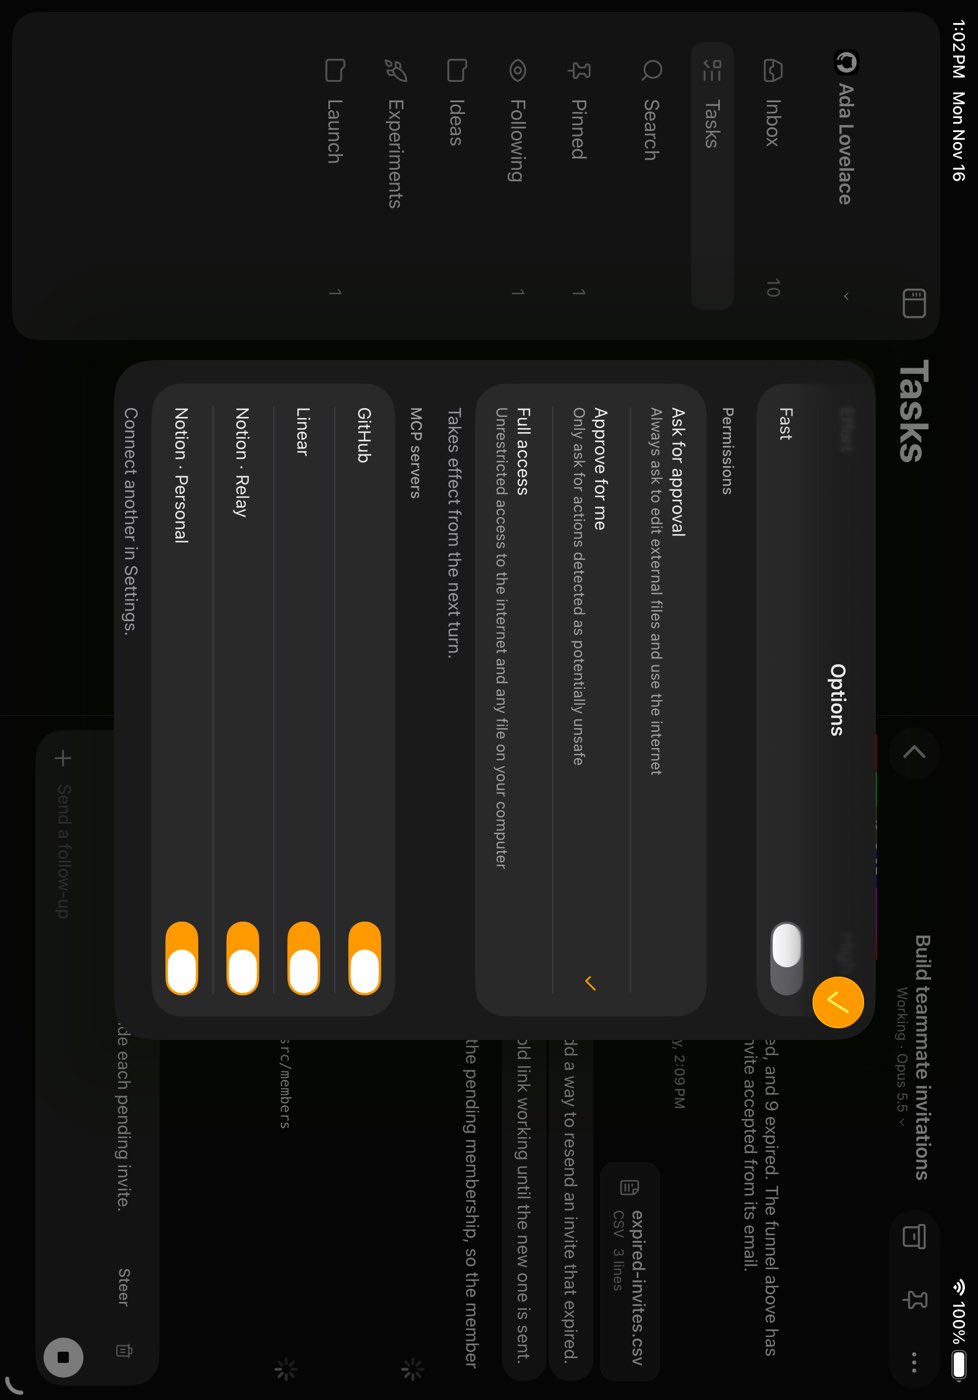 1:02 PM Mon Nov 16
100%
Ada Lovelace
Inbox 10
Tasks
Search
Pinned 1
Following 1
Ideas
Experiments
Launch 1
Tasks
Build teammate invitations
Working · Opus 5.5
Effort
High
Options
Fast
Permissions
Ask for approval
Always ask to edit external files and use the internet
Approve for me
Only ask for actions detected as potentially unsafe
Full access
Unrestricted access to the internet and any file on your computer
Takes effect from the next turn.
MCP servers
GitHub
Linear
Notion · Relay
Notion · Personal
Connect another in Settings.
and 9 expired. The funnel above has
accepted from its email.
2:09 PM
expired-invites.csv
CSV 3 lines
a way to resend an invite that expired.
old link working until the new one is sent.
the pending membership, so the member
src/members
each pending invite.
Steer
Send a follow-up